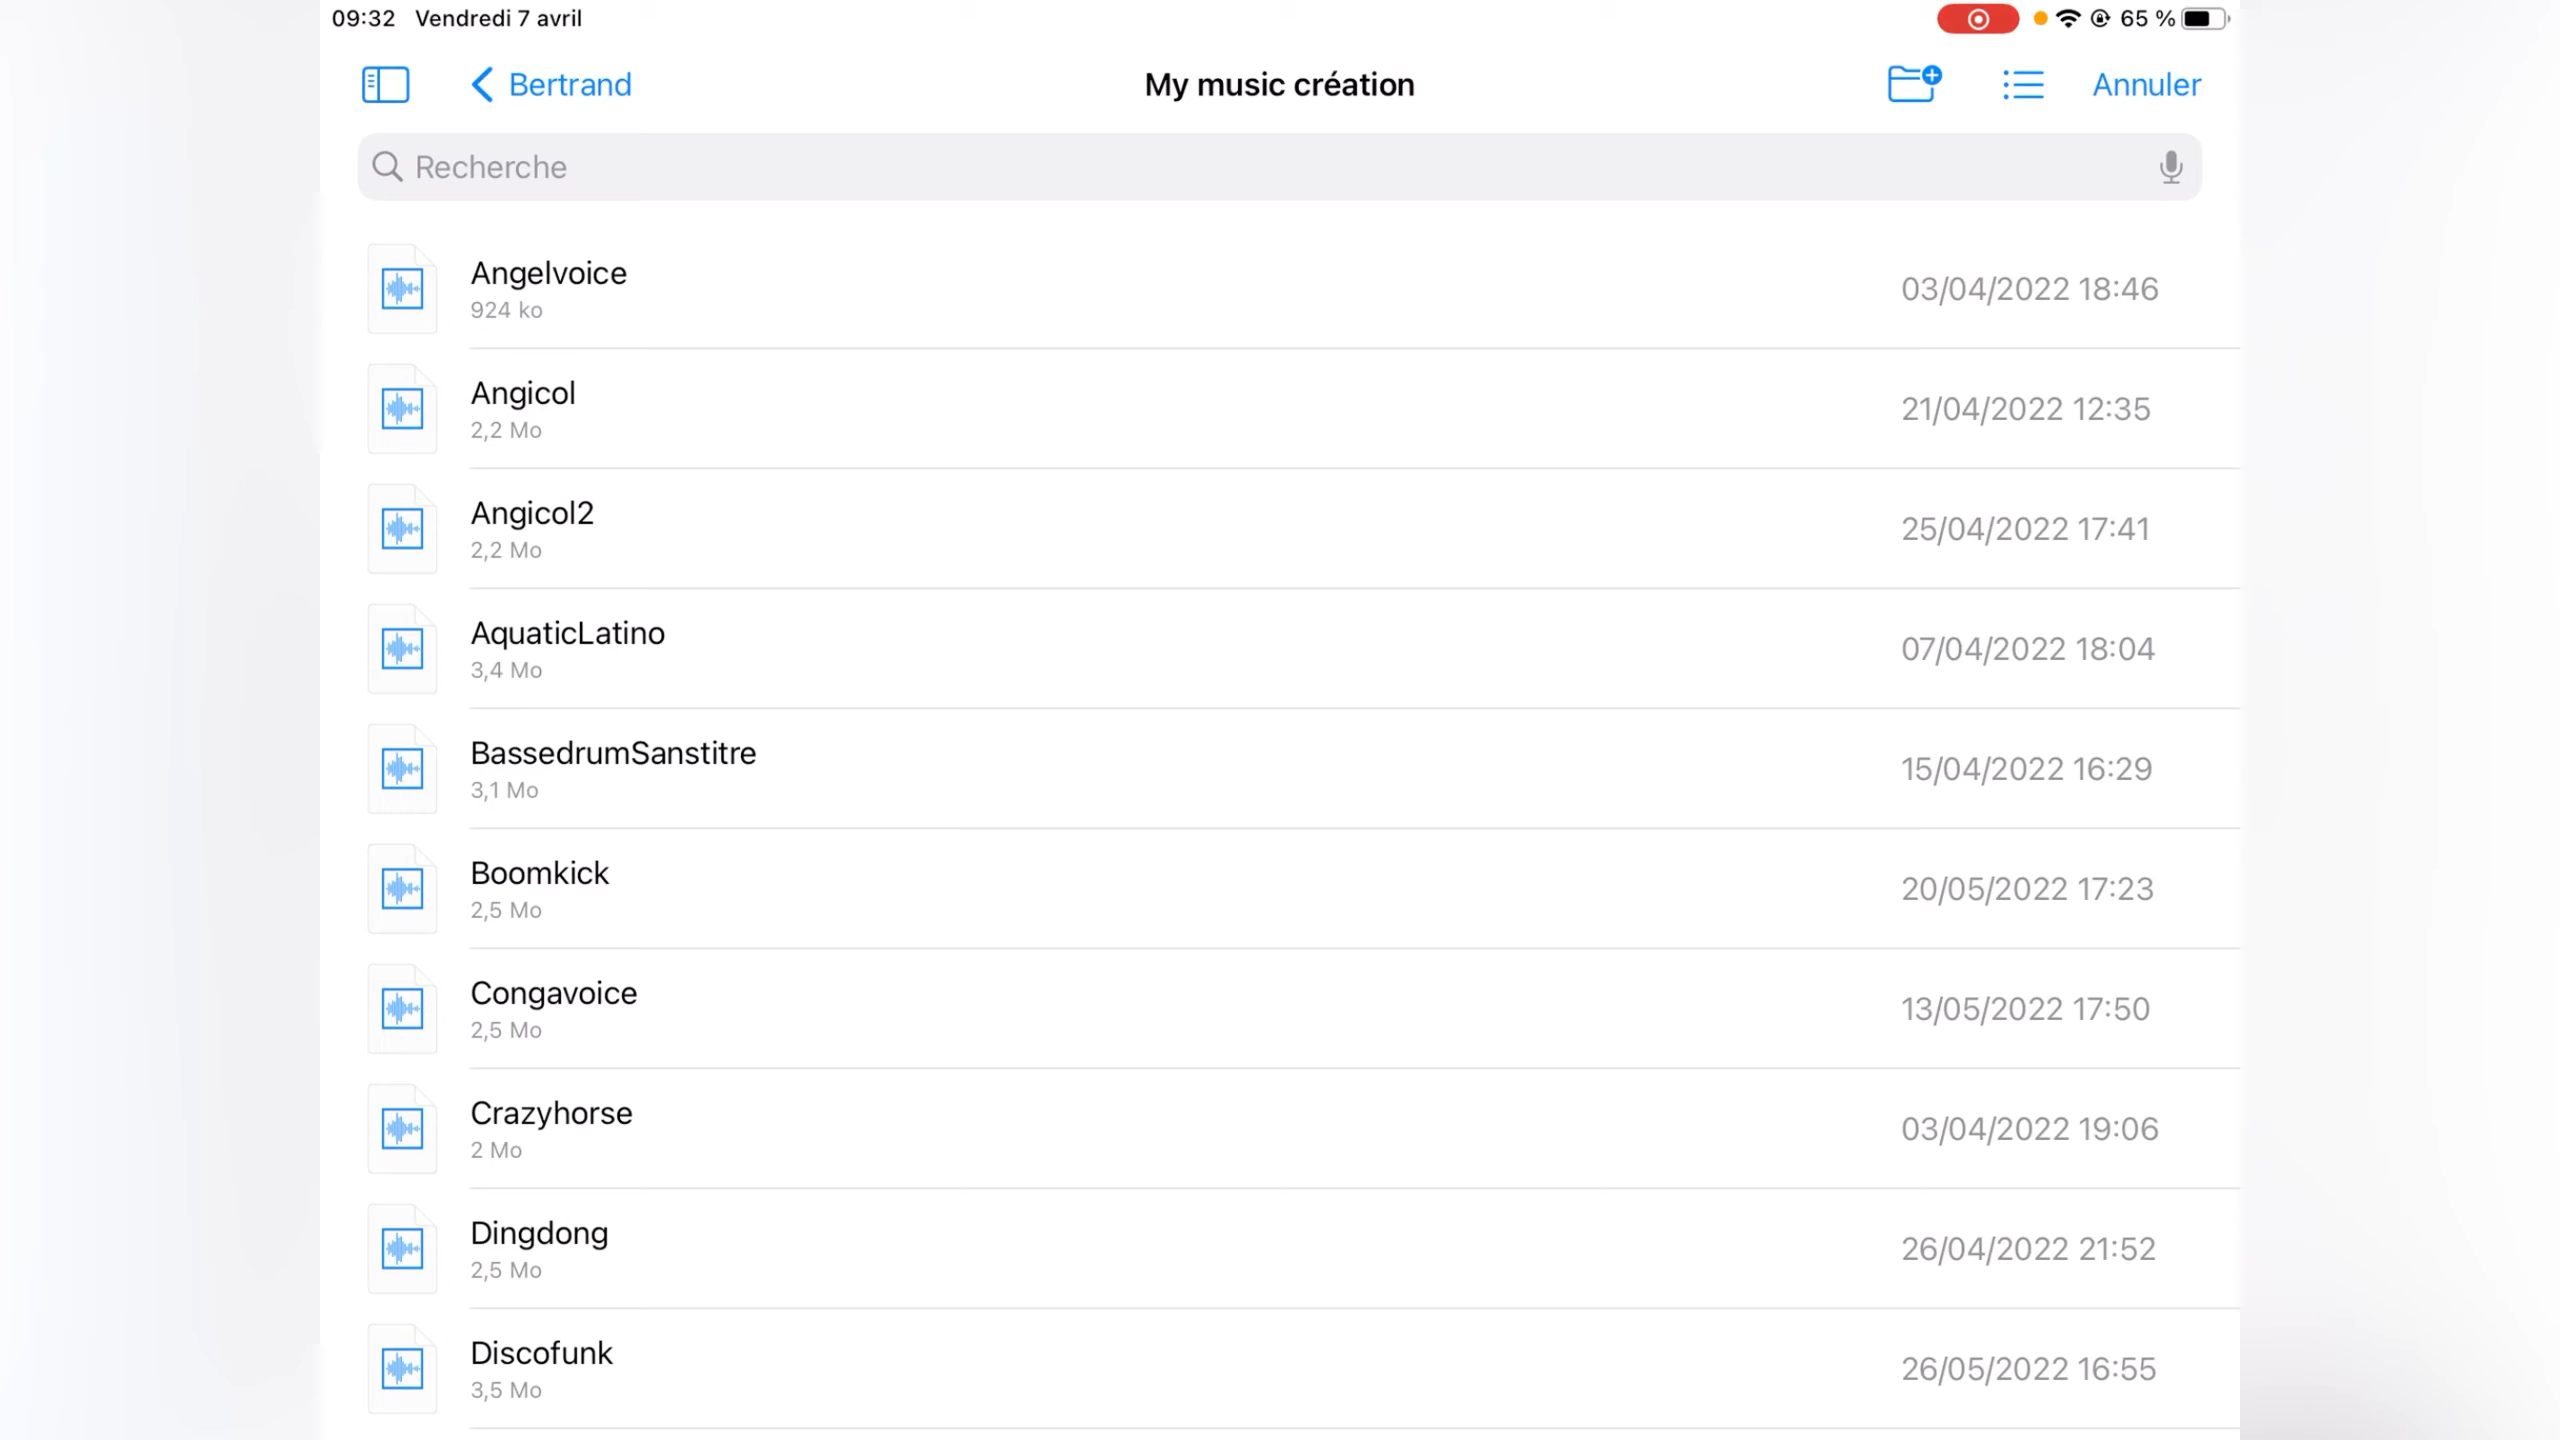 09:32 Vendredi 7 avril 65 %
Bertrand My music création Annuler
Recherche
Angelvoice
924 ko
03/04/2022 18:46
Angicol
2,2 Mo
21/04/2022 12:35
Angicol2
2,2 Mo
25/04/2022 17:41
AquaticLatino
3,4 Mo
07/04/2022 18:04
BassedrumSanstitre
3,1 Mo
15/04/2022 16:29
Boomkick
2,5 Mo
20/05/2022 17:23
Congavoice
2,5 Mo
13/05/2022 17:50
Crazyhorse
2 Mo
03/04/2022 19:06
Dingdong
2,5 Mo
26/04/2022 21:52
Discofunk
3,5 Mo
26/05/2022 16:55